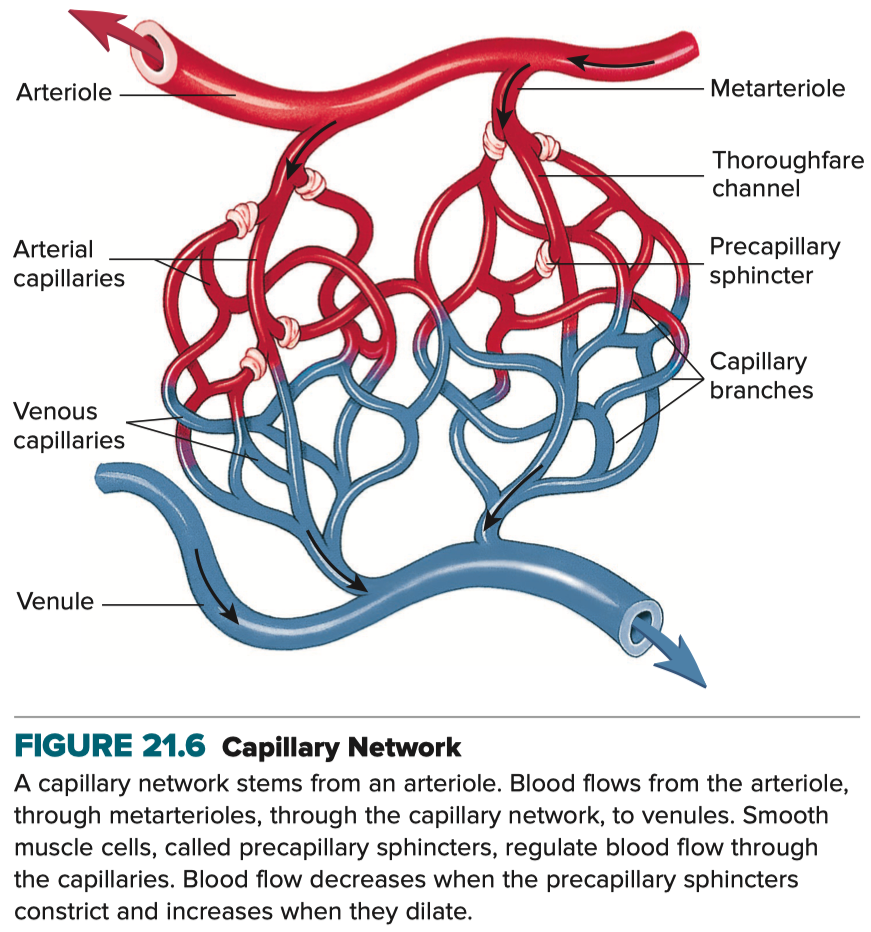 Arteriole
Metarteriole
Thoroughfare
channel
Arterial
capillaries
Precapillary
sphincter
Capillary
branches
Venous
capillaries
Venule
FIGURE 21.6 Capillary Network
A capillary network stems from an arteriole. Blood flows from the arteriole,
through metarterioles, through the capillary network, to venules. Smooth
muscle cells, called precapillary sphincters, regulate blood flow through
the capillaries. Blood flow decreases when the precapillary sphincters
constrict and increases when they dilate.